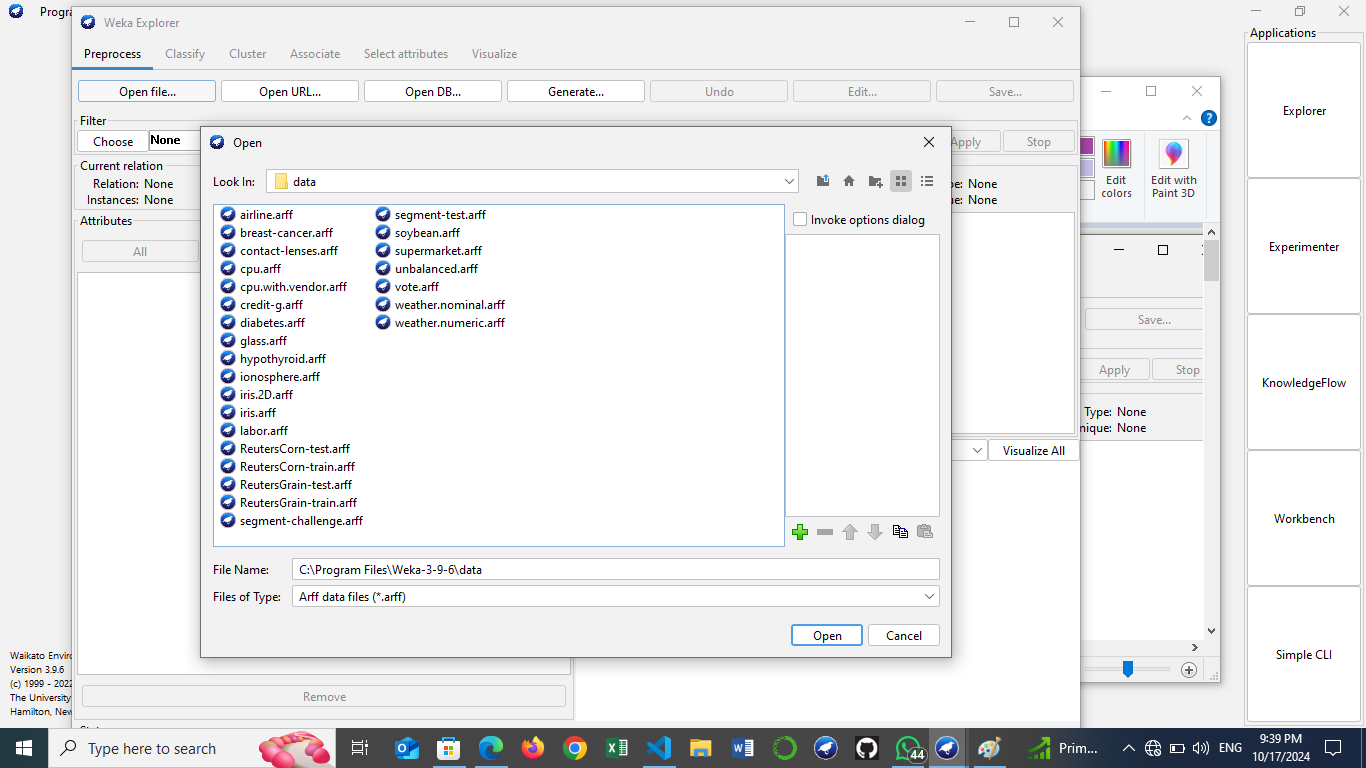 Progra
Weka Explorer
Applications
Preprocess Classify Cluster Associate Select attributes Visualize
Open file... Open URL... Open DB... Generate... Undo Edit... Save...
Filter
Choose None Apply Stop
Open
Current relation
Relation: None
Instances: None
None
None
Attributes
All
Look In: data
Invoke options dialog
airline.arff
breast-cancer.arff
contact-lenses.arff
cpu.arff
cpu.with.vendor.arff
credit-g.arff
diabetes.arff
glass.arff
hypothyroid.arff
ionosphere.arff
iris.2D.arff
iris.arff
labor.arff
ReutersCorn-test.arff
ReutersCorn-train.arff
ReutersGrain-test.arff
ReutersGrain-train.arff
segment-challenge.arff
segment-test.arff
soybean.arff
supermarket.arff
unbalanced.arff
vote.arff
weather.nominal.arff
weather.numeric.arff
File Name: C:\Program Files\Weka-3-9-6\data
Files of Type: Arff data files (*.arff)
Open Cancel
Visualize All
Remove
Edit colors
Edit with Paint 3D
Save...
Apply Stop
Type: None
None
Explorer
Experimenter
KnowledgeFlow
Workbench
Simple CLI
Waikato Enviro
Version 3.9.6
(c) 1999 - 2022
The University
Hamilton, New
Type here to search
44
Prim...
ENG
9:39 PM
10/17/2024